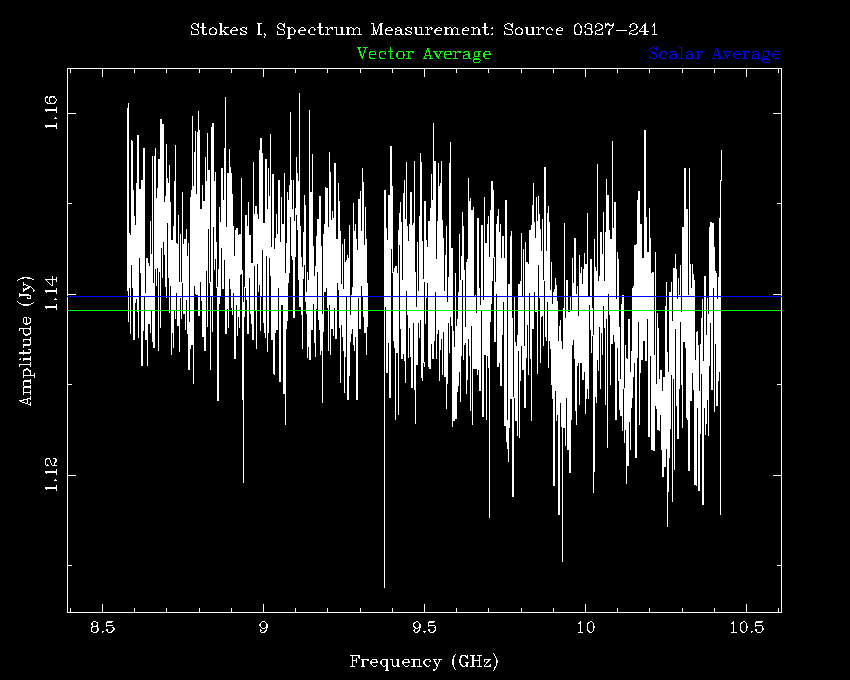 Stokes I, Spectrum Measurement: Source 0327−241
Vector Average Scalar Average
1.16
1.14
1.12
Amplitude (Jy)
8.5 9 9.5 10 10.5
Frequency (GHz)